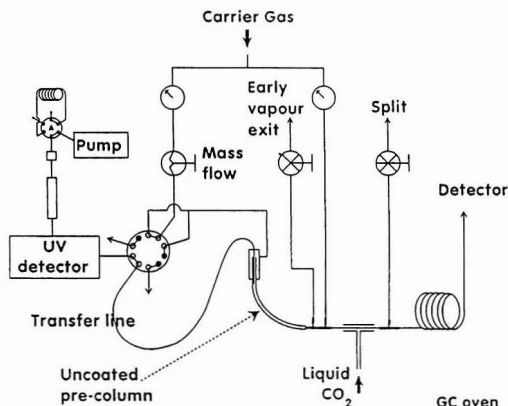 Carrier Gas
Early
vapour
exit
Split
A
Pump
Mass
flow
Detector
UV
detector
Transfer line
Uncoated
pre-column
Liquid
CO2
GC oven